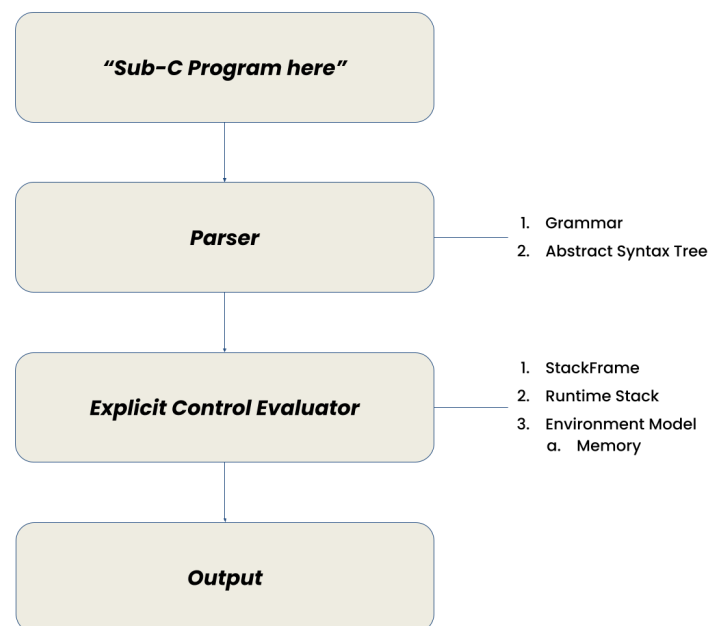 “Sub-C Program here”
Parser
1. Grammar
2. Abstract Syntax Tree
Explicit Control Evaluator
1. StackFrame
2. Runtime Stack
3. Environment Model
a. Memory
Output